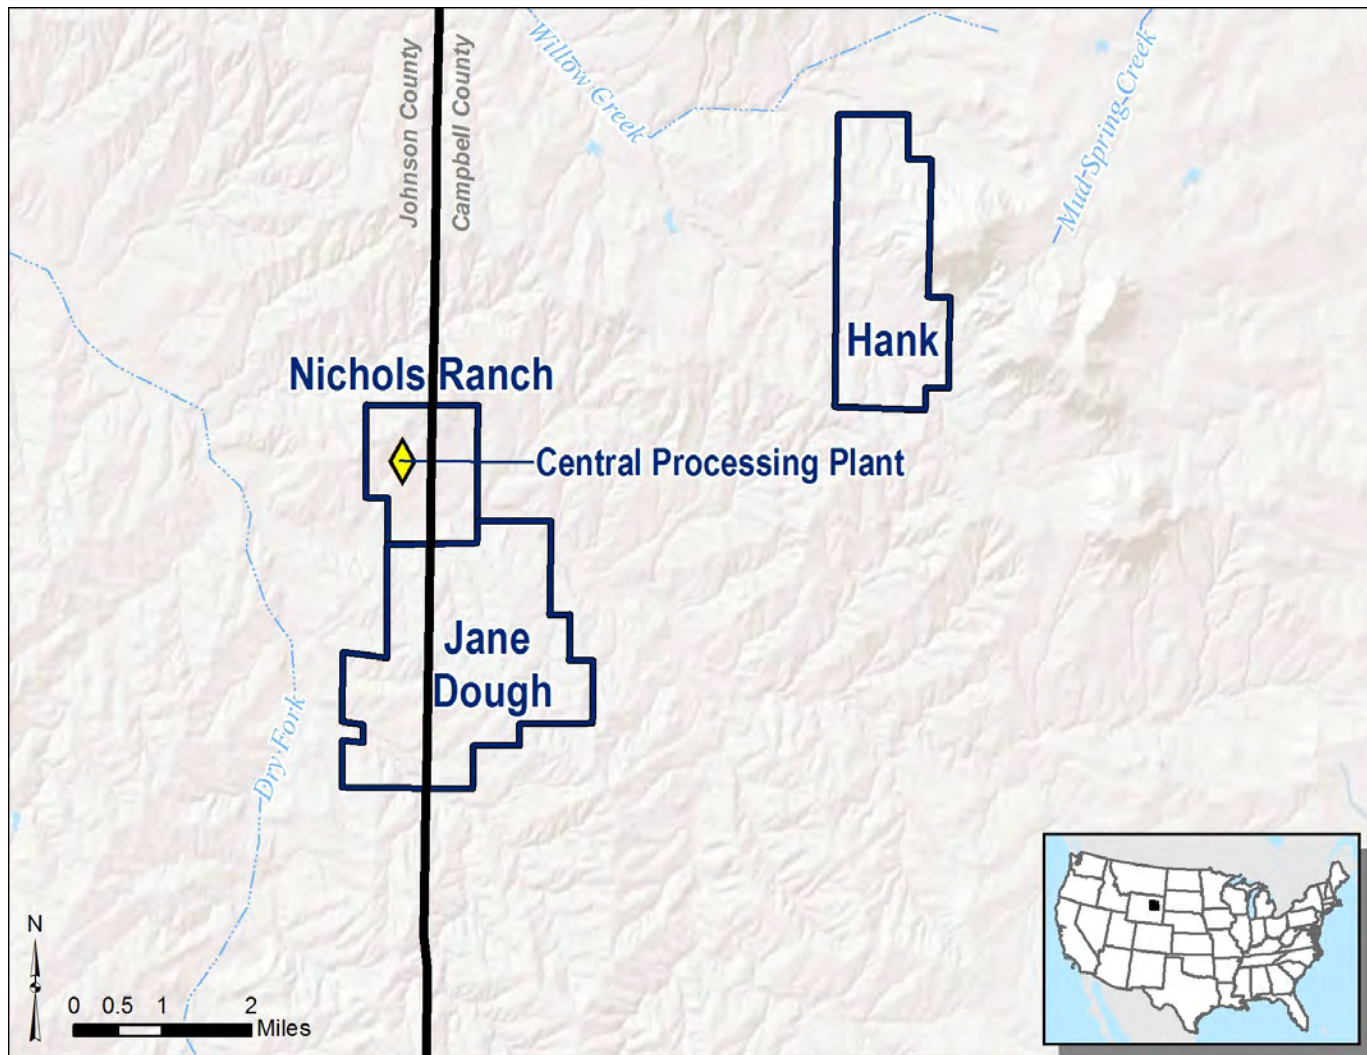 Johnson County
Campbell County
Willow Creek
Mud Spring Creek
Hank
Nichols Ranch
Central Processing Plant
Jane
Dough
Dry Fork
N
0 0.5 1 2
Miles